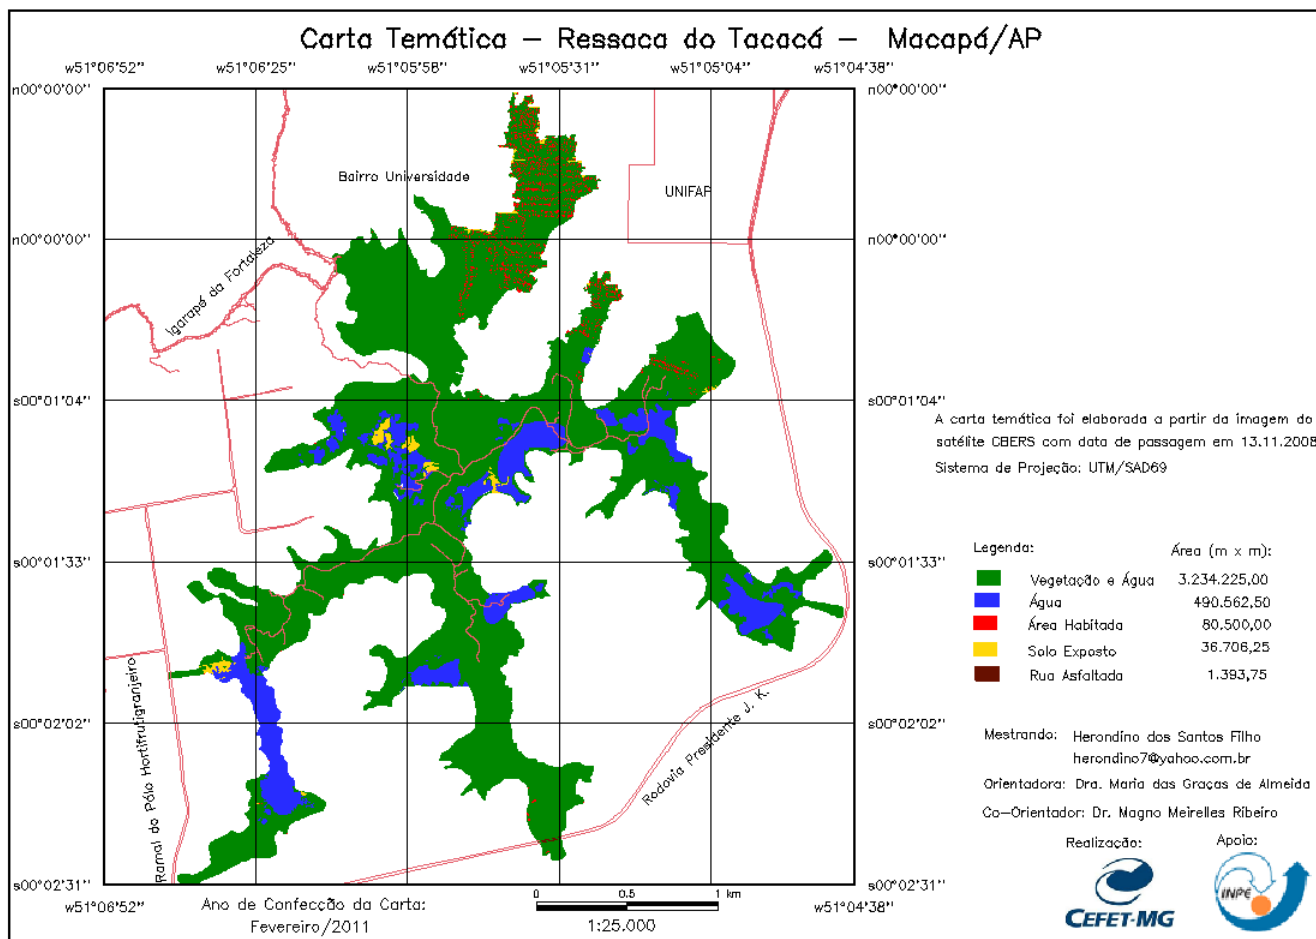 Carta Temática – Ressaca do Tacacá – Macapá/AP
w51°06'52'' w51°06'25'' w51°05'58'' w51°05'31'' w51°05'04'' w51°04'38''
n00°00'00'' n00°00'00''
Bairro Universidade
UNIFAP
n00°00'00'' n00°00'00''
Igarapé da Fortaleza
s00°01'04'' s00°01'04''
A carta temática foi elaborada a partir da imagem do
satélite CBERS com data de passagem em 13.11.2008
Sistema de Projeção: UTM/SAD69
s00°01'33'' s00°01'33''
Legenda: Área (m x m):
Vegetação e Água 3.234.225,00
Água 490.562,50
Área Habitada 80.500,00
Solo Exposto 36.706,25
Rua Asfaltada 1.393,75
Ramal do Pólo Hortifrutigranjeiro
Rodovia Presidente J. K.
s00°02'02'' s00°02'02''
Mestrando: Herondino dos Santos Filho
herondino7@yahoo.com.br
Orientadora: Dra. Maria das Graças de Almeida
Co-Orientador: Dr. Magno Meirelles Ribeiro
Realização: Apoio:
CEFET-MG
INPE
s00°02'31'' s00°02'31''
w51°06'52'' w51°04'38''
Ano de Confecção da Carta:
Fevereiro/2011
0 0.5 1 km
1:25.000